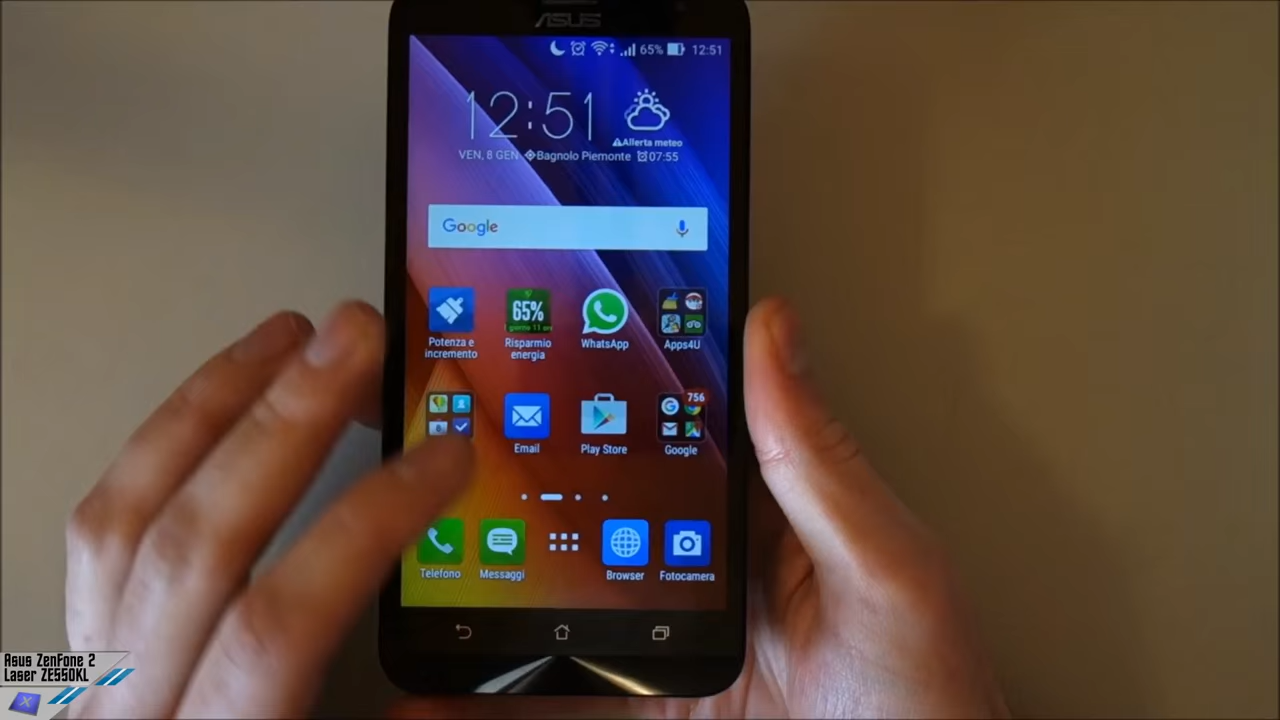 ASUS
65% 12:51
12:51
Allerta meteo
VEN, 8 GEN Bagnolo Piemonte 07:55
Google
65%
Potenza e incremento
Risparmio energia
WhatsApp
Apps4U
756
Email
Play Store
Google
Telefono
Messaggi
Browser
Fotocamera
Asus ZenFone 2
Laser ZE550KL